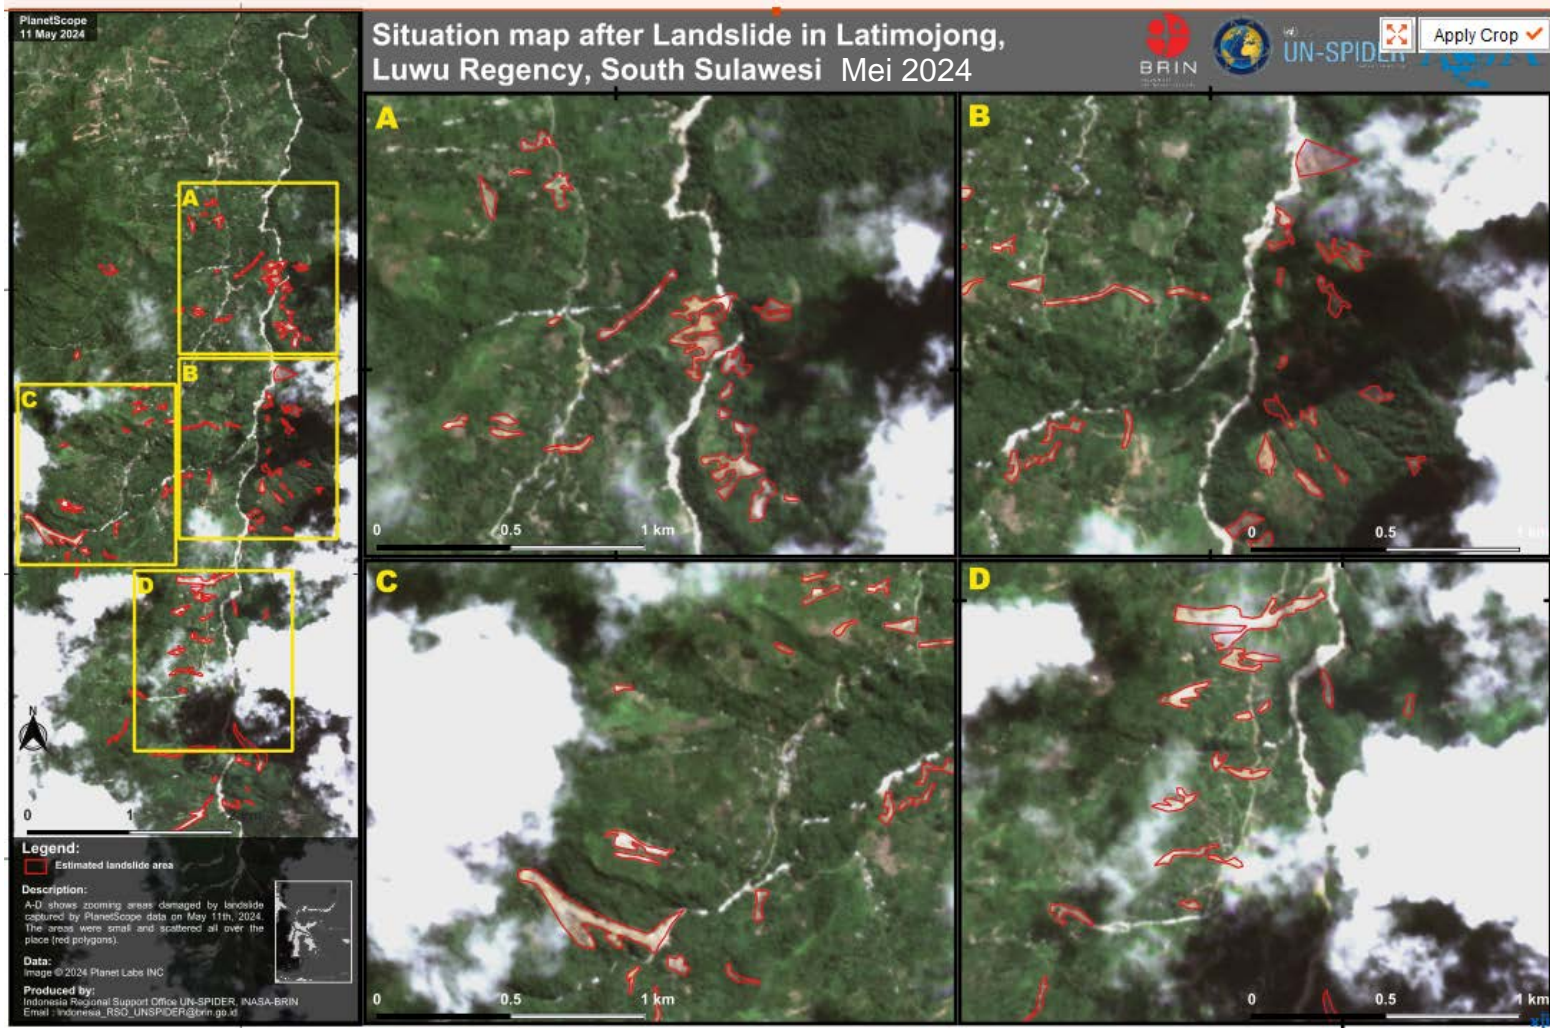 PlanetScope
11 May 2024
Situation map after Landslide in Latimojong,
Luwu Regency, South Sulawesi Mei 2024
BRIN
UN-SPIDER
Apply Crop
A
B
C
D
N
0 1
Legend:
Estimated landslide area
Description:
A-D shows zooming areas damaged by landslide
captured by PlanetScope data on May 11th, 2024.
The areas were small and scattered all over the
place (red polygons).
Data:
Image © 2024 Planet Labs INC
Produced by:
Indonesia Regional Support Office UN-SPIDER, INASA-BRIN
Email : Indonesia_RSO_UNSPIDER@brin.go.id
A
0 0.5 1 km
B
0 0.5 1 km
C
0 0.5 1 km
D
0 0.5 1 km